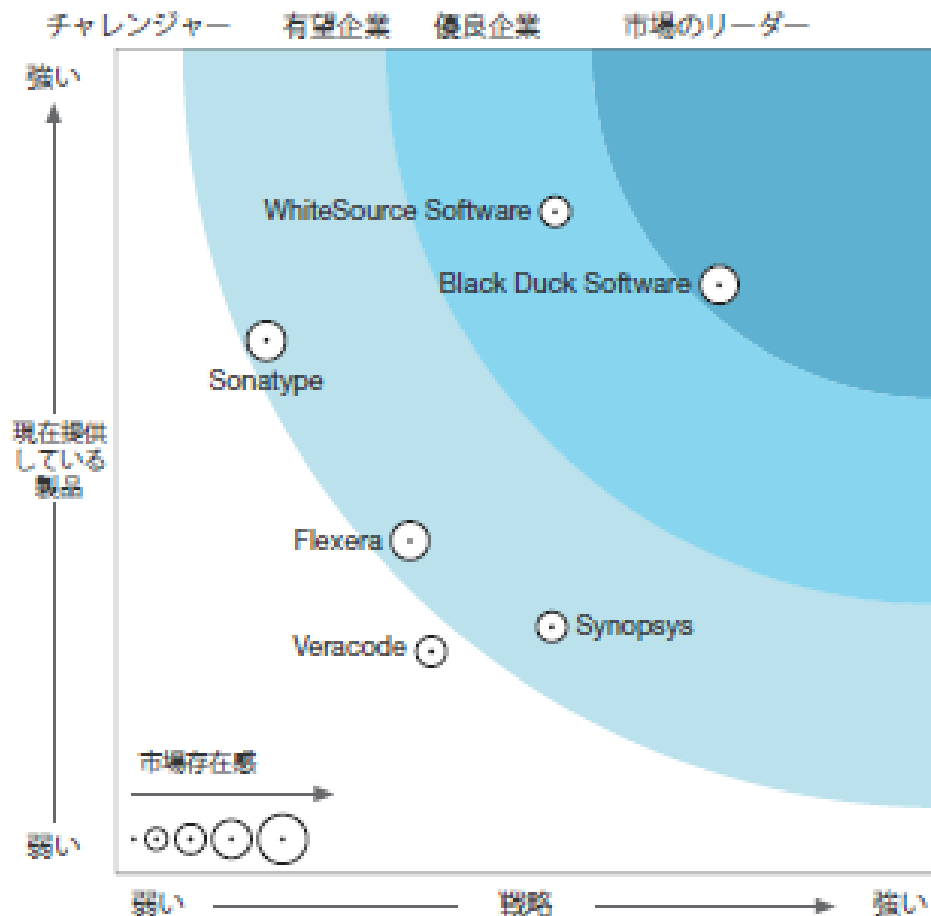 チャレンジャー 有望企業 優良企業 市場のリーダー
強い
WhiteSource Software
Black Duck Software
Sonatype
現在提供
している
製品
Flexera
Synopsys
Veracode
市場存在感
弱い
弱い 戦略 強い